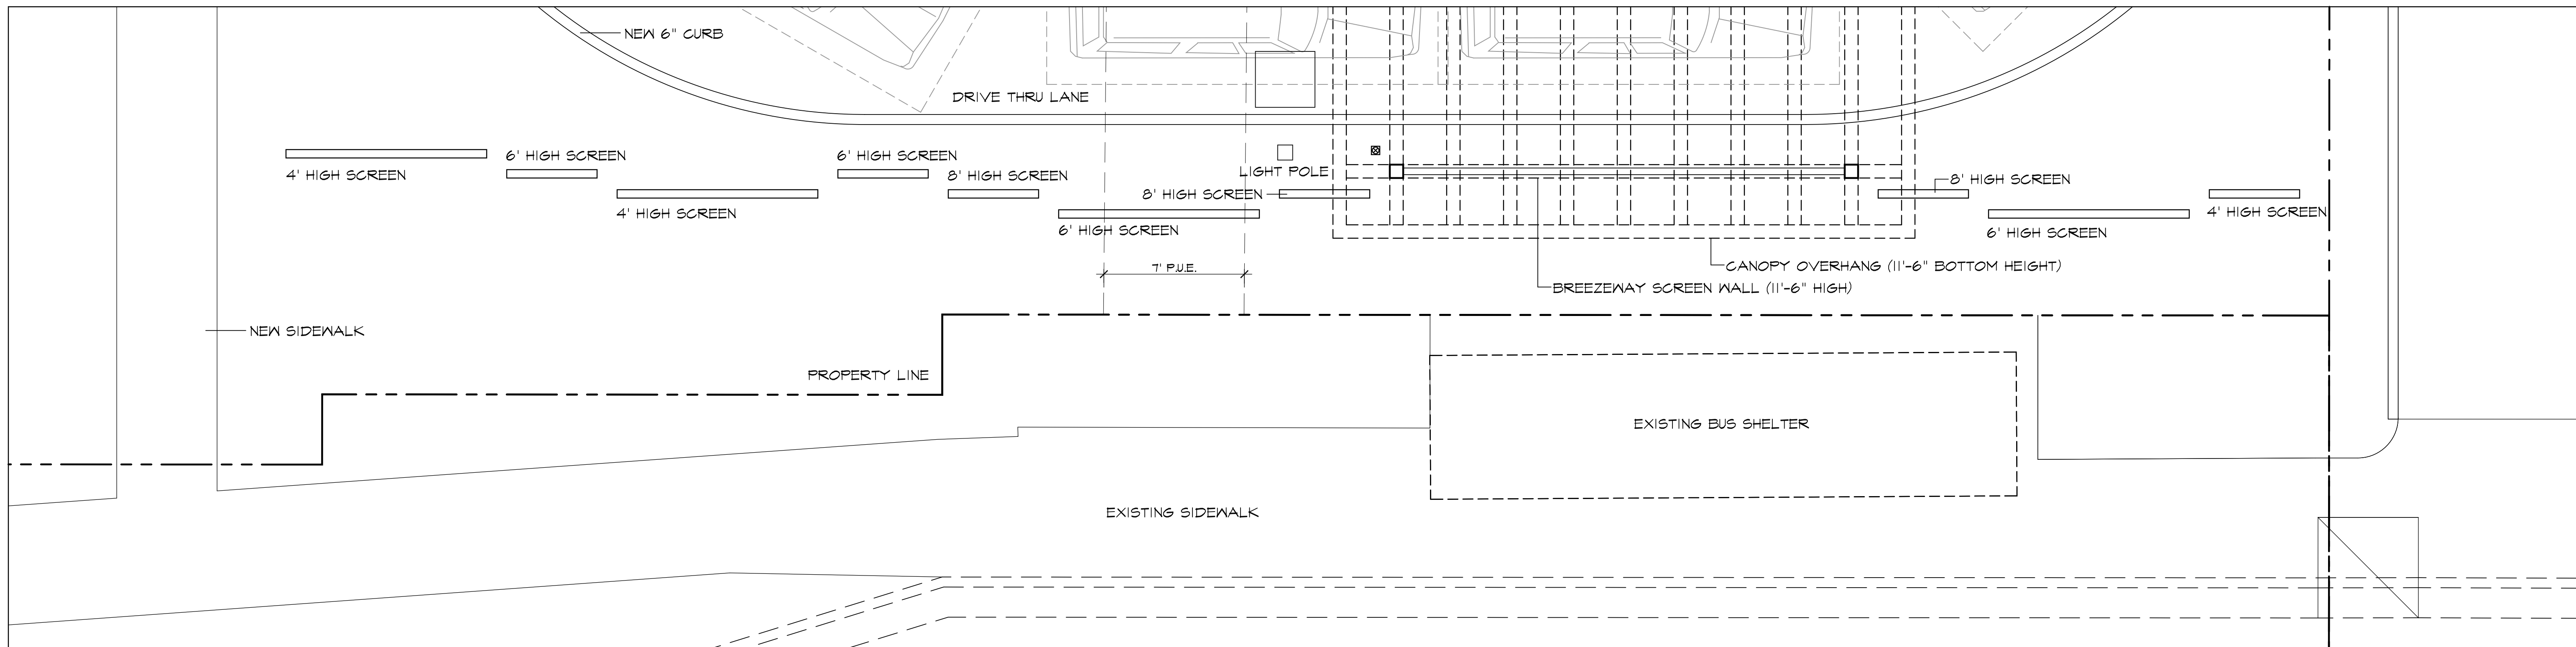 NEW 6" CURB
DRIVE THRU LANE
6' HIGH SCREEN
6' HIGH SCREEN
4' HIGH SCREEN
LIGHT POLE
8' HIGH SCREEN
8' HIGH SCREEN
8' HIGH SCREEN
4' HIGH SCREEN
4' HIGH SCREEN
6' HIGH SCREEN
6' HIGH SCREEN
7' P.U.E.
CANOPY OVERHANG (11'-6" BOTTOM HEIGHT)
BREEZEWAY SCREEN WALL (11'-6" HIGH)
NEW SIDEWALK
PROPERTY LINE
EXISTING BUS SHELTER
EXISTING SIDEWALK